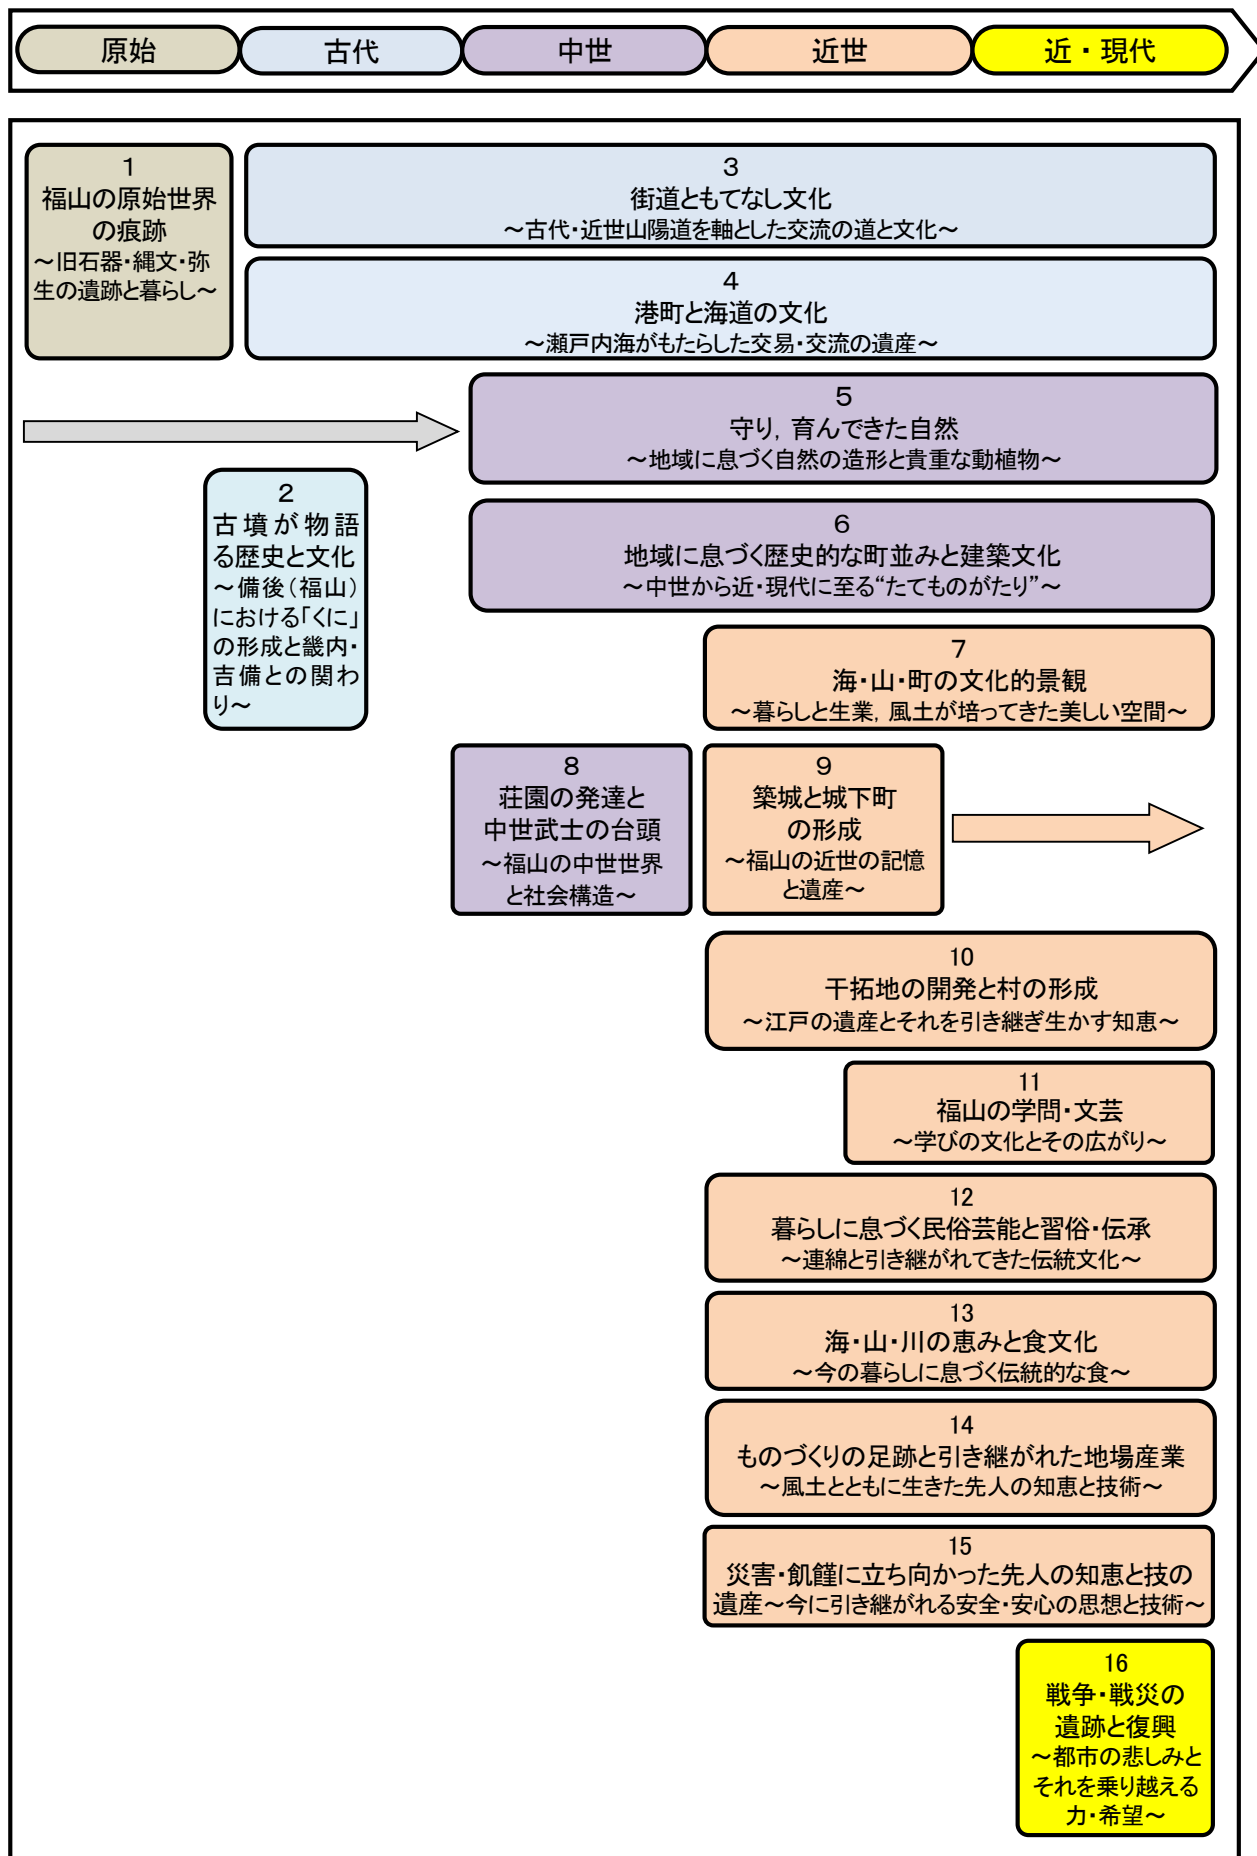 原始
古代
中世
近世
近・現代
1
福山の原始世界
の痕跡
~旧石器・縄文・弥
生の遺跡と暮らし~
3
街道ともてなし文化
~古代・近世山陽道を軸とした交流の道と文化~
4
港町と海道の文化
~瀬戸内海がもたらした交易・交流の遺産~
5
守り,育んできた自然
~地域に息づく自然の造形と貴重な動植物~
2
古墳が物語
る歴史と文化
~備後(福山)
における「くに」
の形成と畿内・
吉備との関わ
り~
6
地域に息づく歴史的な町並みと建築文化
~中世から近・現代に至る“たてものがたり”~
7
海・山・町の文化的景観
~暮らしと生業,風土が培ってきた美しい空間~
8
荘園の発達と
中世武士の台頭
~福山の中世世界
と社会構造~
9
築城と城下町
の形成
~福山の近世の記憶
と遺産~
10
干拓地の開発と村の形成
~江戸の遺産とそれを引き継ぎ生かす知恵~
11
福山の学問・文芸
~学びの文化とその広がり~
12
暮らしに息づく民俗芸能と習俗・伝承
~連綿と引き継がれてきた伝統文化~
13
海・山・川の恵みと食文化
~今の暮らしに息づく伝統的な食~
14
ものづくりの足跡と引き継がれた地場産業
~風土とともに生きた先人の知恵と技術~
15
災害・飢饉に立ち向かった先人の知恵と技の
遺産~今に引き継がれる安全・安心の思想と技術~
16
戦争・戦災の
遺跡と復興
~都市の悲しみと
それを乗り越える
力・希望~